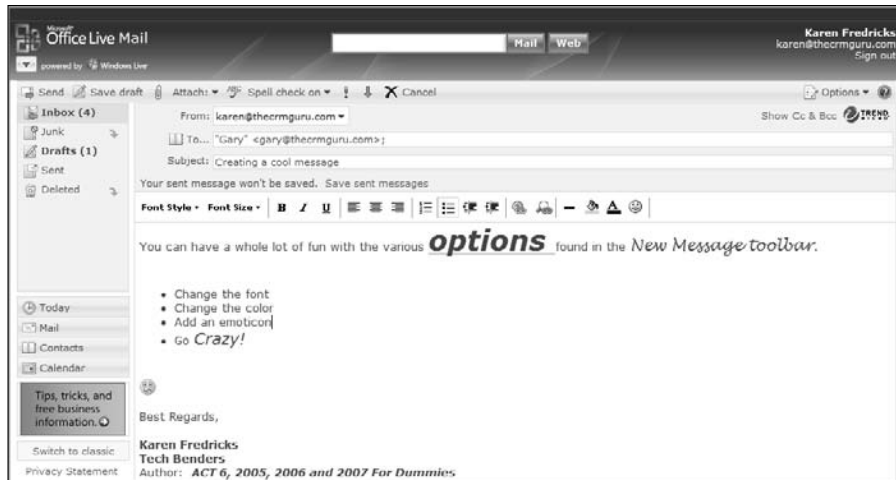 Microsoft®
Office Live Mail
powered by Windows Live
Mail Web
Karen Fredricks
karen@thecrmguru.com
Sign out
Send Save draft Attach: Spell check on Cancel Options
Inbox (4)
Junk
Drafts (1)
Sent
Deleted
From: karen@thecrmguru.com
Show Cc & Bcc TREND
To... "Gary" <gary@thecrmguru.com>;
Subject: Creating a cool message
Your sent message won't be saved. Save sent messages
Font Style Font Size B I U A
You can have a whole lot of fun with the various options found in the New Message toolbar.
• Change the font
• Change the color
• Add an emoticon
• Go Crazy!
Best Regards,
Karen Fredricks
Tech Benders
Author: ACT 6, 2005, 2006 and 2007 For Dummies
Today
Mail
Contacts
Calendar
Tips, tricks, and
free business
information.
Switch to classic
Privacy Statement